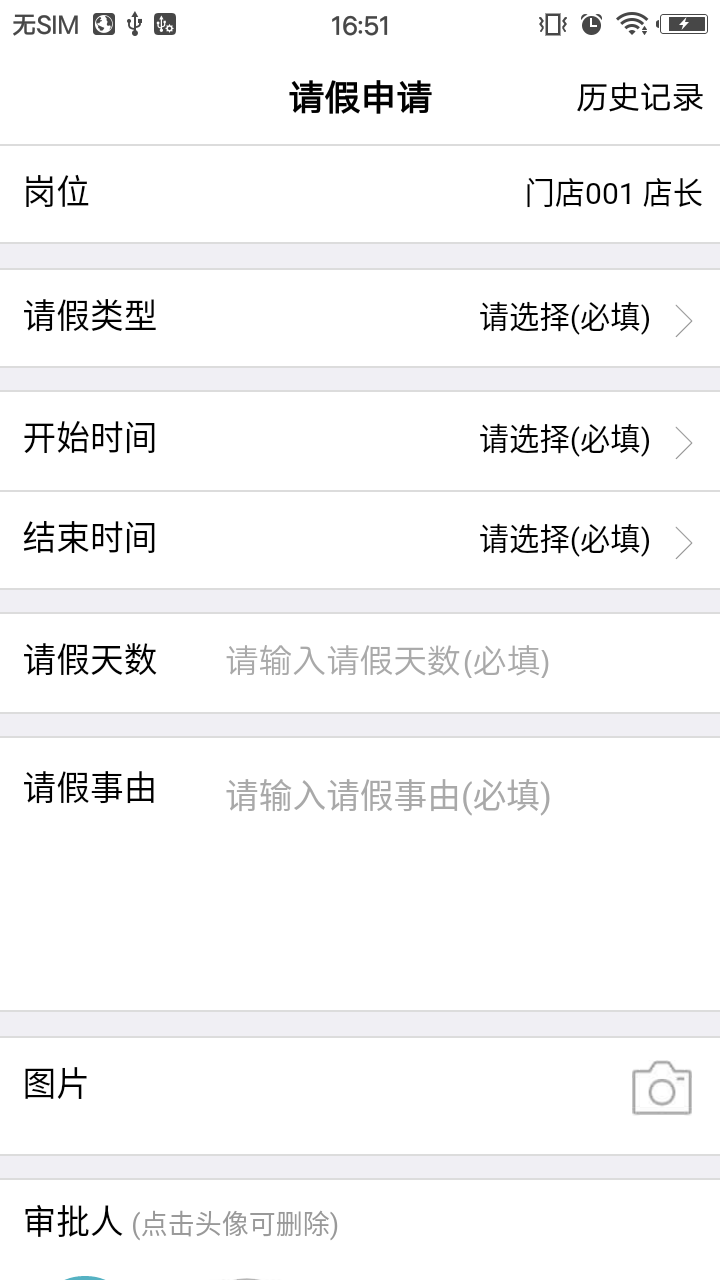 无SIM 16:51
请假申请 历史记录
岗位 门店001 店长
请假类型 请选择(必填)
开始时间 请选择(必填)
结束时间 请选择(必填)
请假天数 请输入请假天数(必填)
请假事由 请输入请假事由(必填)
图片
审批人 (点击头像可删除)